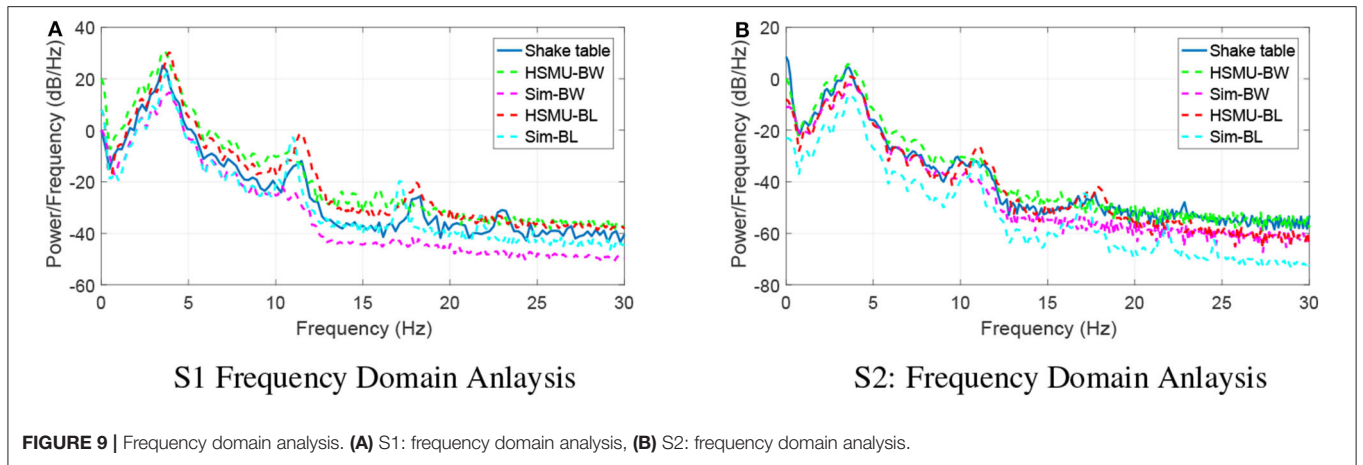 A
40
20
0
-20
-40
-60
Power/Frequency (dB/Hz)
0 5 10 15 20 25 30
Frequency (Hz)
Shake table
HSMU-BW
Sim-BW
HSMU-BL
Sim-BL
S1 Frequency Domain Anlaysis
B
20
0
-20
-40
-60
-80
Power/Frequency (dB/Hz)
0 5 10 15 20 25 30
Frequency (Hz)
Shake table
HSMU-BW
Sim-BW
HSMU-BL
Sim-BL
S2: Frequency Domain Anlaysis
FIGURE 9 | Frequency domain analysis. (A) S1: frequency domain analysis, (B) S2: frequency domain analysis.